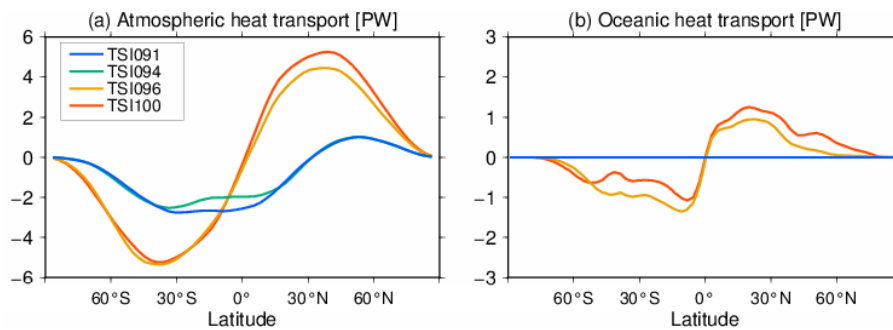 (a) Atmospheric heat transport [PW]
(b) Oceanic heat transport [PW]
6
4
2
0
−2
−4
−6
TSI091
TSI094
TSI096
TSI100
60°S 30°S 0° 30°N 60°N
Latitude
3
2
1
0
−1
−2
−3
60°S 30°S 0° 30°N 60°N
Latitude